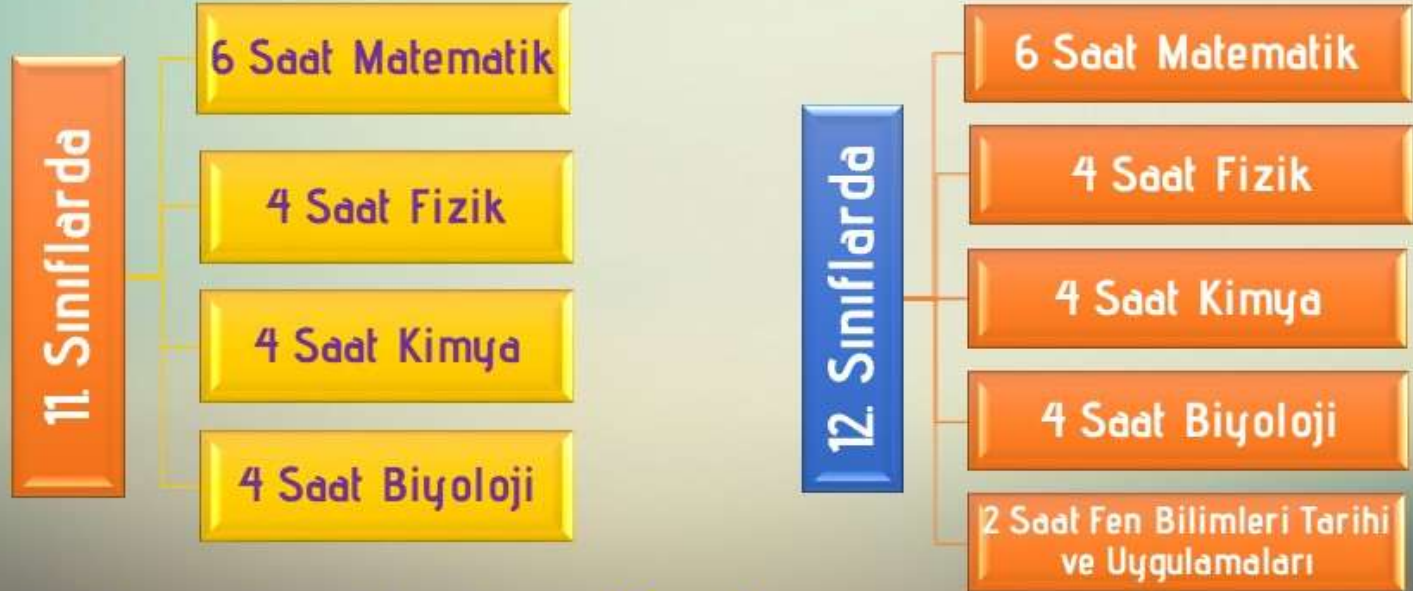 11. Sınıflarda
6 Saat Matematik
4 Saat Fizik
4 Saat Kimya
4 Saat Biyoloji
12. Sınıflarda
6 Saat Matematik
4 Saat Fizik
4 Saat Kimya
4 Saat Biyoloji
2 Saat Fen Bilimleri Tarihi
ve Uygulamaları